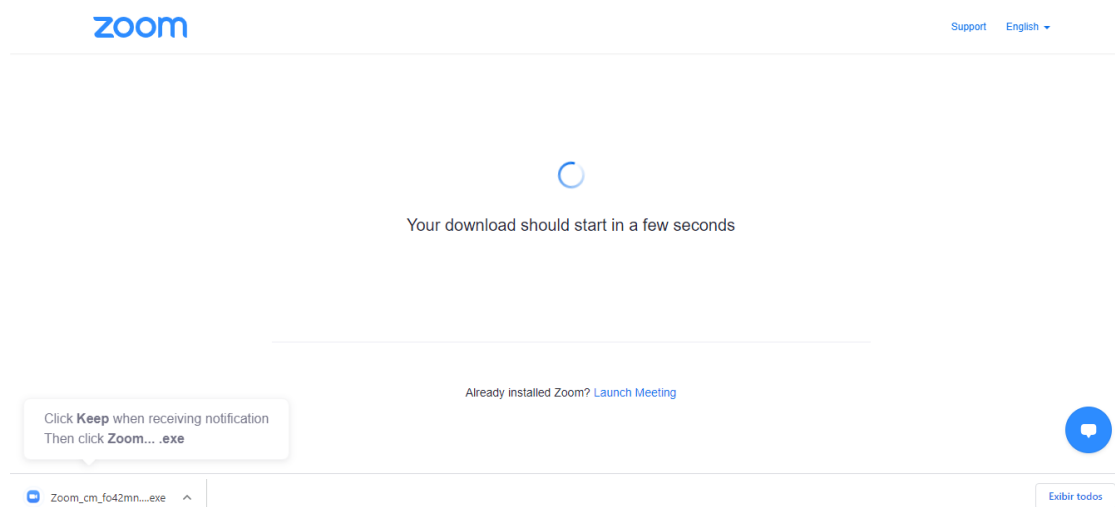 zoom
Support English
Your download should start in a few seconds
Already installed Zoom? Launch Meeting
Click Keep when receiving notification
Then click Zoom... .exe
Zoom_cm_fo42mn....exe
Exibir todos